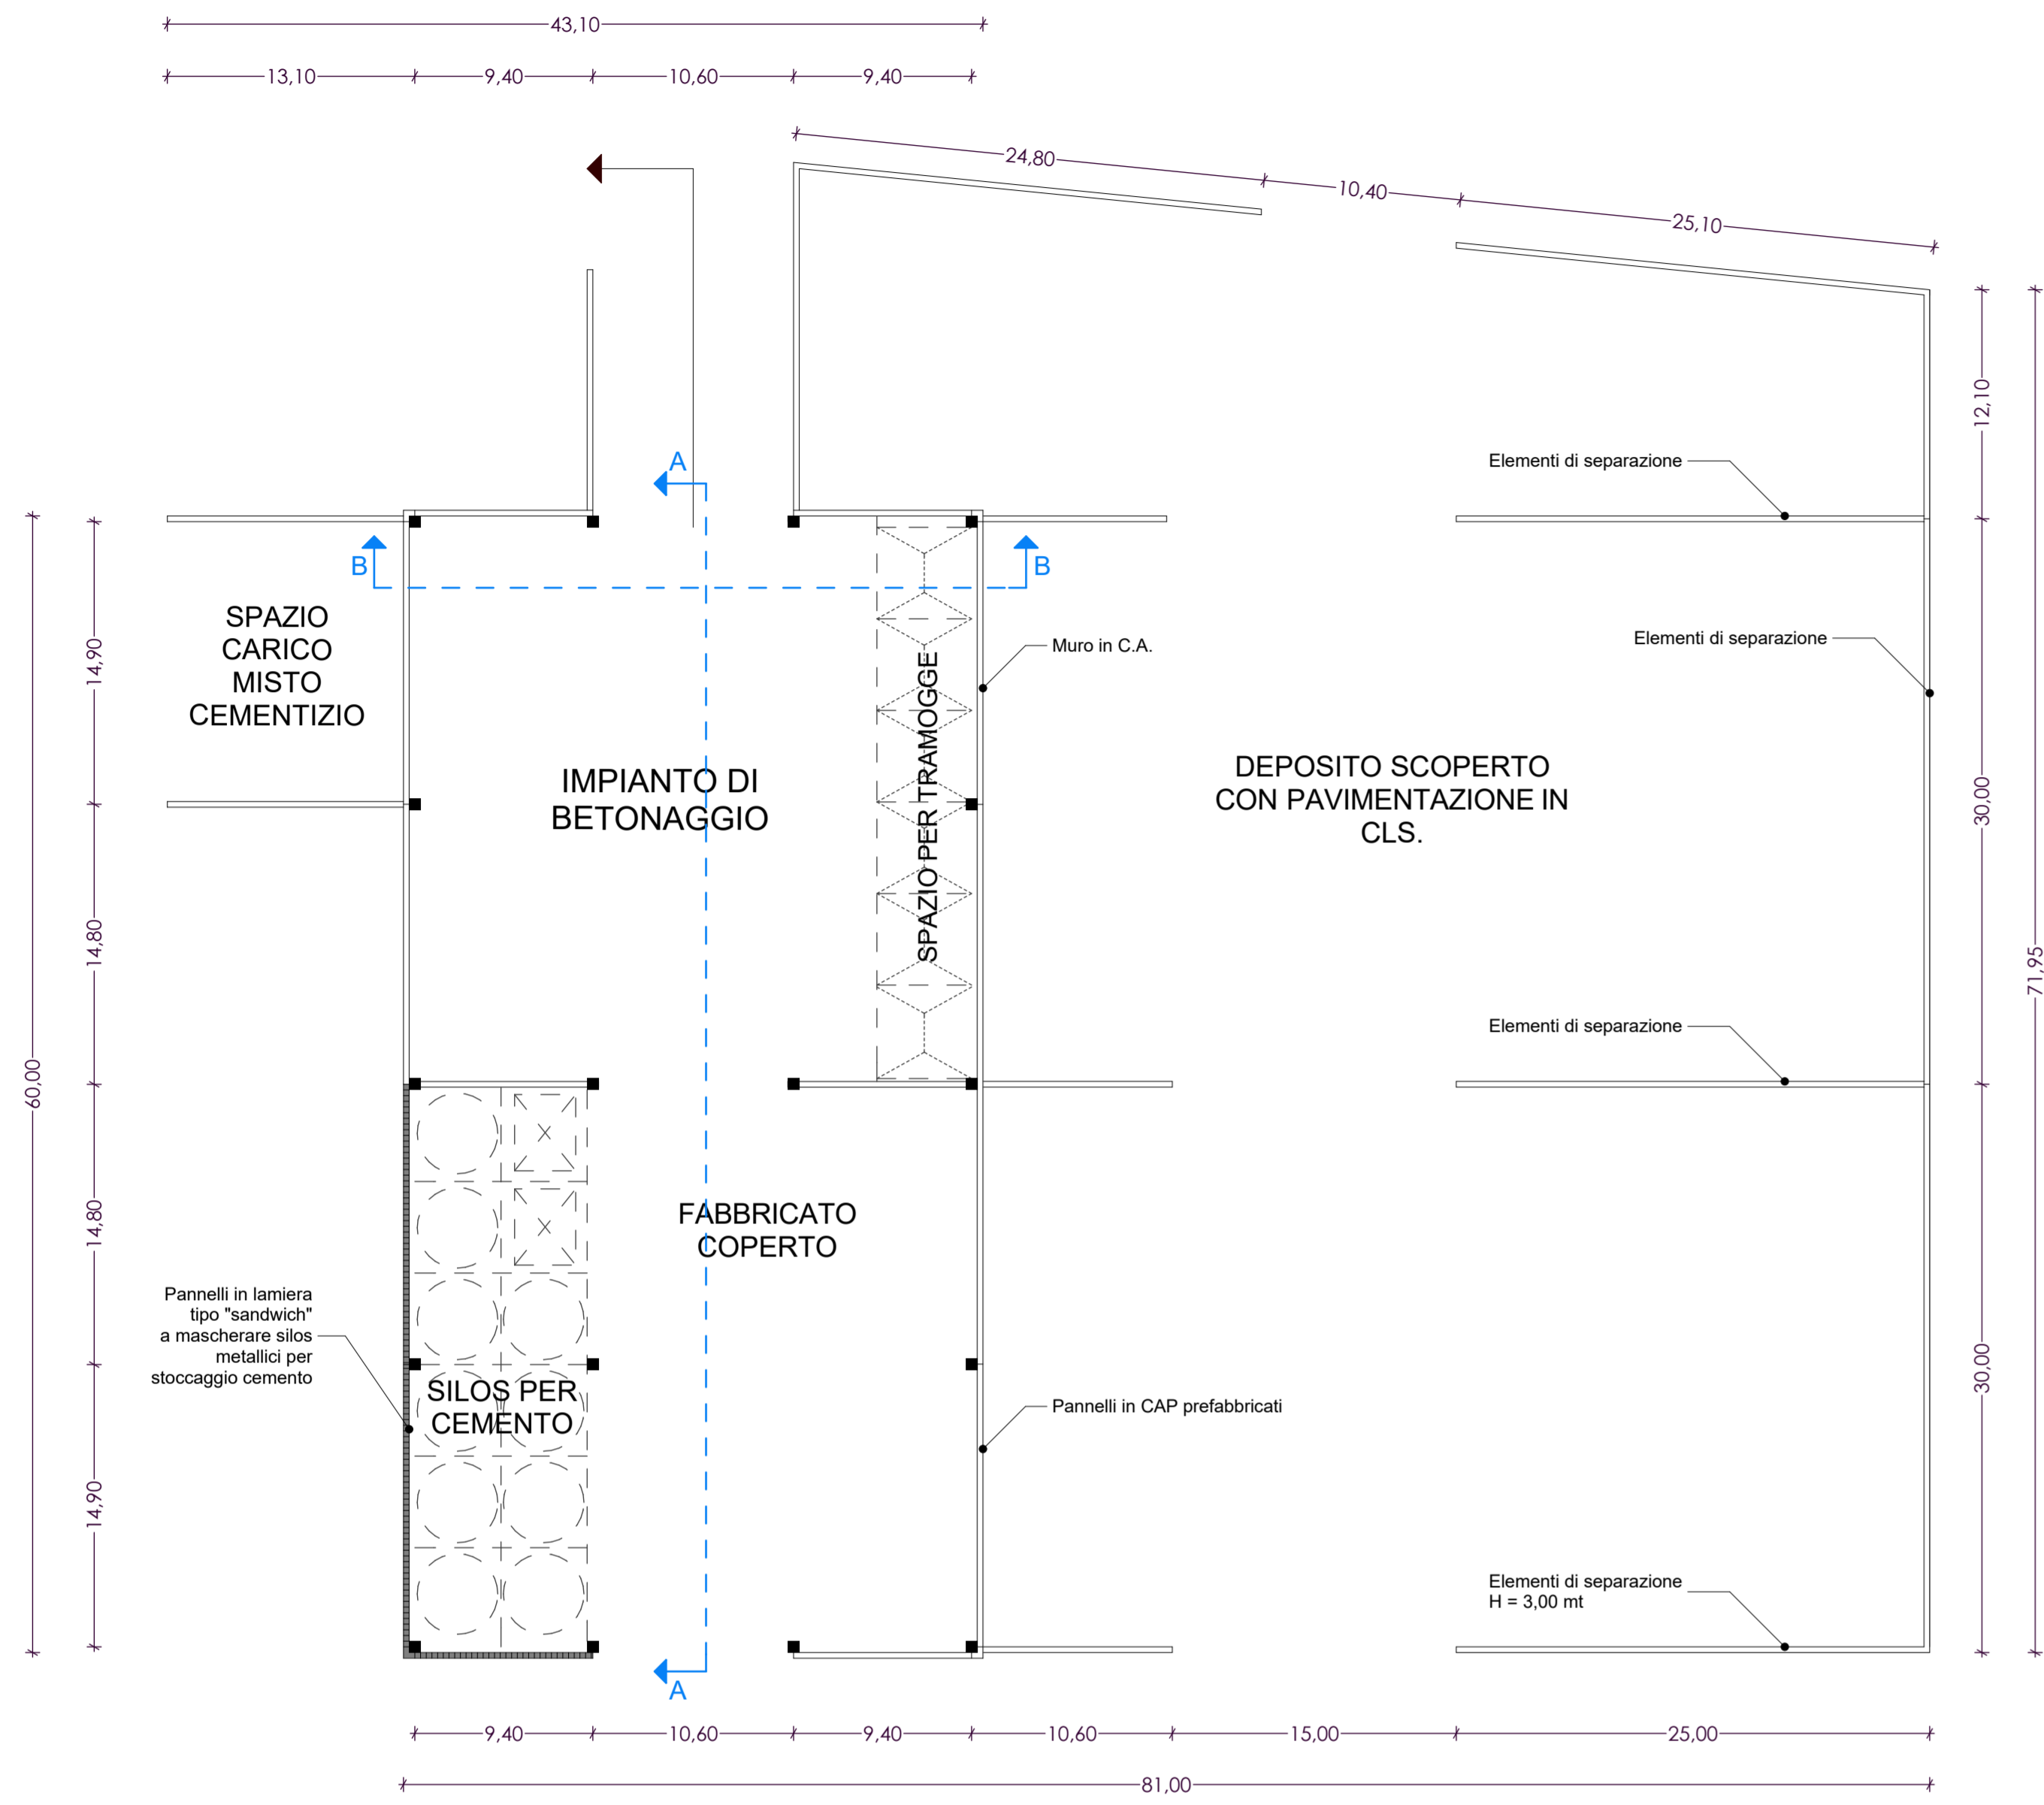 43,10
13,10
9,40
10,60
9,40
24,80
10,40
25,10
12,10
A
Elementi di separazione
B
B
SPAZIO
CARICO
MISTO
CEMENTIZIO
Muro in C.A.
Elementi di separazione
14,90
SPAZIO PER TRAMOGGE
IMPIANTO DI
BETONAGGIO
DEPOSITO SCOPERTO
CON PAVIMENTAZIONE IN
CLS.
30,00
14,80
71,95
Elementi di separazione
60,00
14,80
FABBRICATO
COPERTO
Pannelli in lamiera
tipo "sandwich"
a mascherare silos
metallici per
stoccaggio cemento
SILOS PER
CEMENTO
Pannelli in CAP prefabbricati
30,00
14,90
Elementi di separazione
H = 3,00 mt
A
9,40
10,60
9,40
10,60
15,00
25,00
81,00